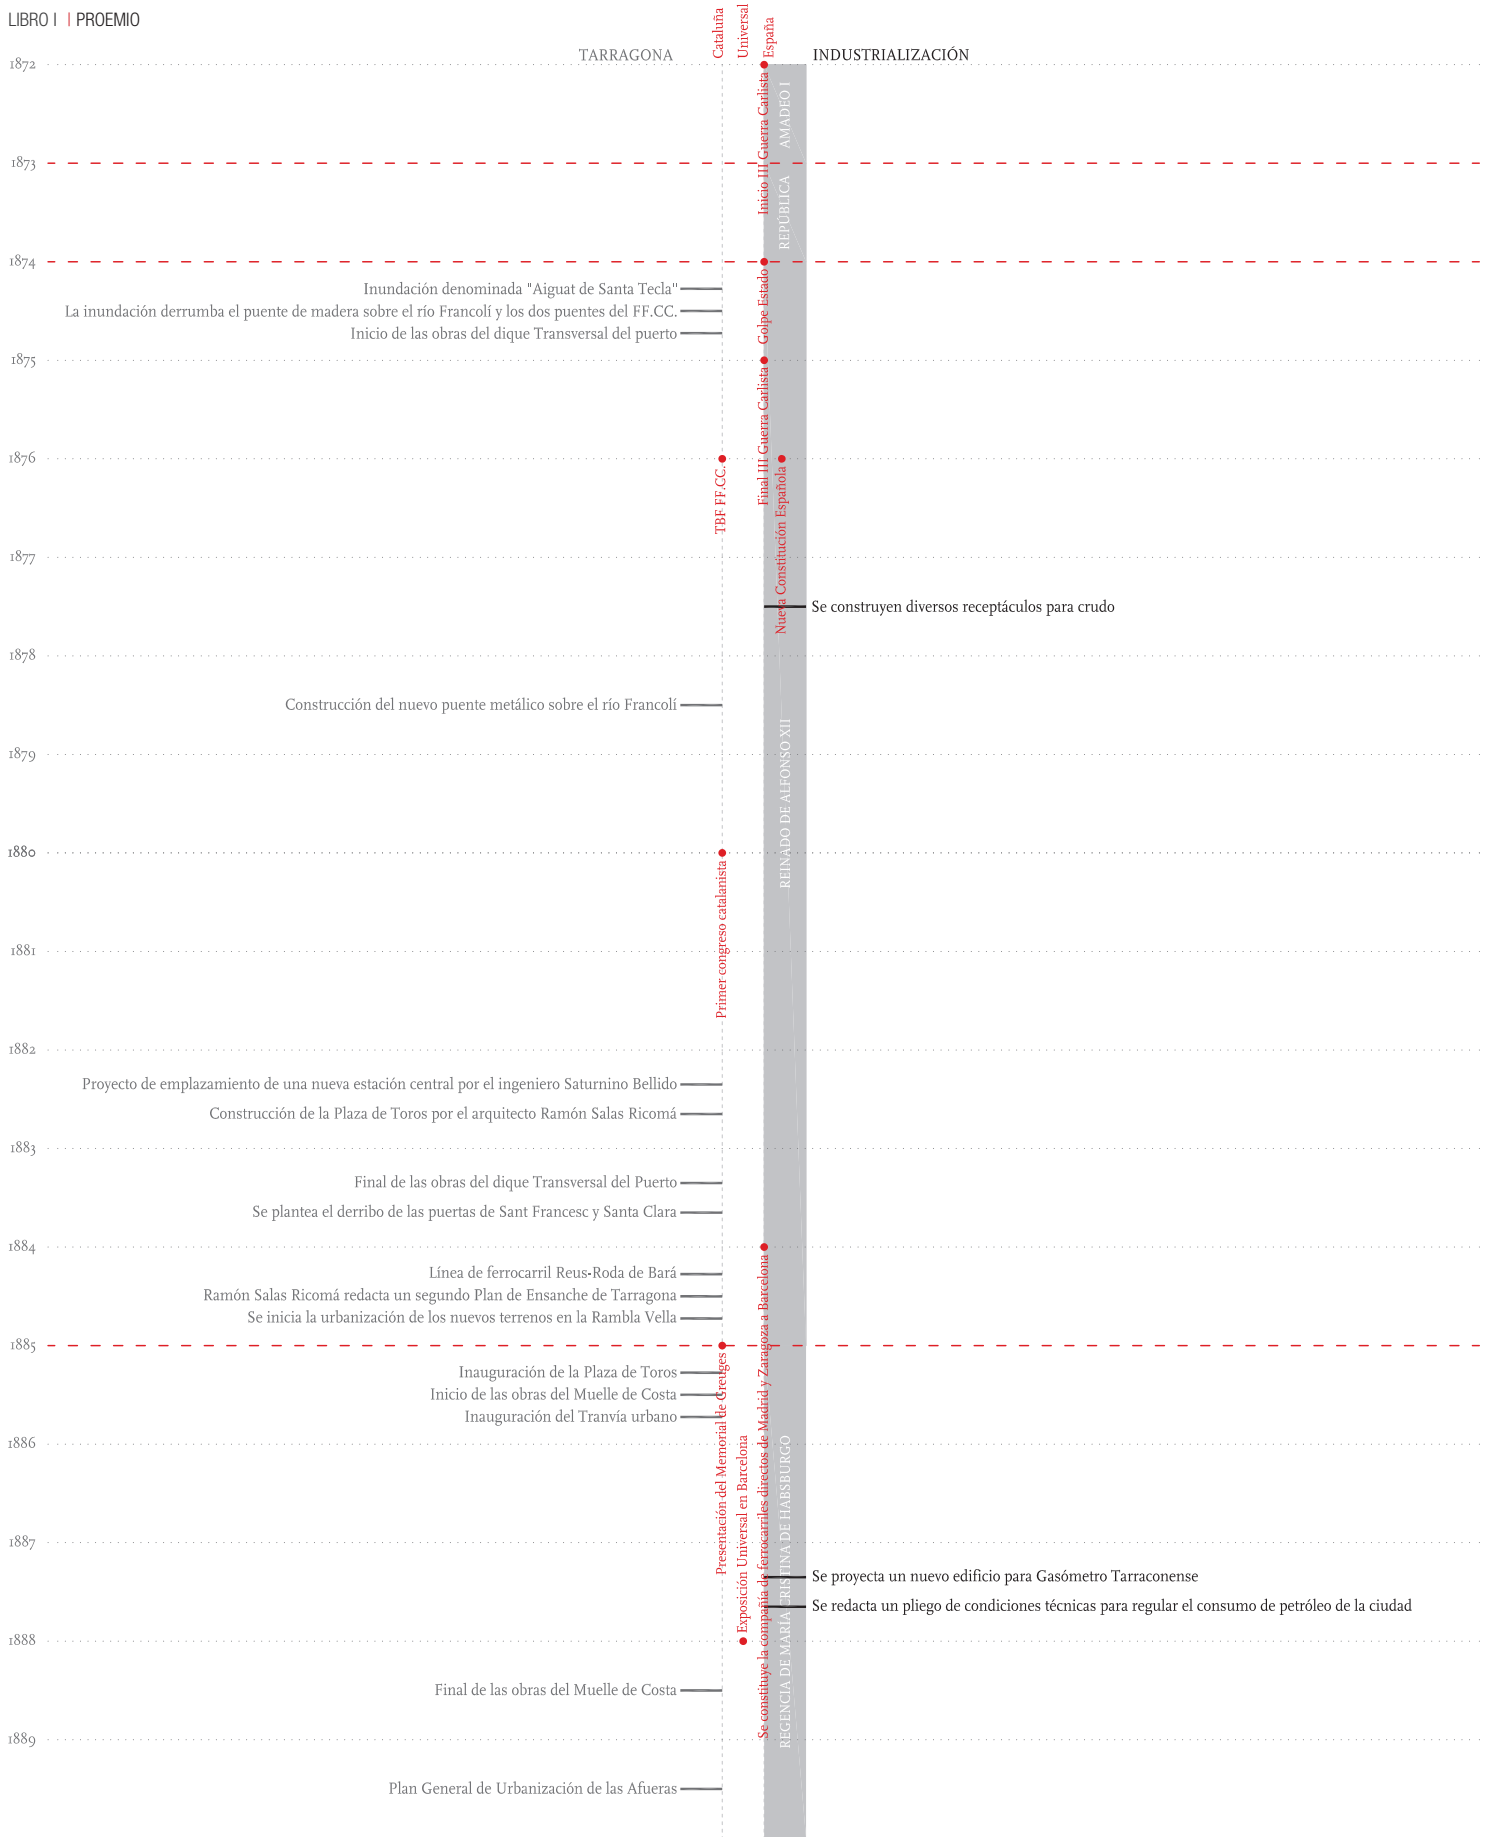 LIBRO I | PROEMIO
Cataluña
Universal
España
TARRAGONA
INDUSTRIALIZACIÓN
1872
Inicio III Guerra Carlista
AMADEO I
1873
REPÚBLICA
1874
Golpe Estado
Inundación denominada "Aiguat de Santa Tecla"
La inundación derrumba el puente de madera sobre el río Francolí y los dos puentes del FF.CC.
Inicio de las obras del dique Transversal del puerto
1875
Final III Guerra Carlista
1876
TBF FF.CC.
Nueva Constitución Española
1877
Se construyen diversos receptáculos para crudo
1878
Construcción del nuevo puente metálico sobre el río Francolí
REINADO DE ALFONSO XII
1879
1880
Primer congreso catalanista
1881
1882
Proyecto de emplazamiento de una nueva estación central por el ingeniero Saturnino Bellido
Construcción de la Plaza de Toros por el arquitecto Ramón Salas Ricomá
1883
Final de las obras del dique Transversal del Puerto
Se plantea el derribo de las puertas de Sant Francesc y Santa Clara
1884
Se constituye la compañía de ferrocarriles directos de Madrid y Zaragoza a Barcelona
Línea de ferrocarril Reus-Roda de Bará
Ramón Salas Ricomá redacta un segundo Plan de Ensanche de Tarragona
Se inicia la urbanización de los nuevos terrenos en la Rambla Vella
1885
Presentación del Memorial de Greuges
Inauguración de la Plaza de Toros
Inicio de las obras del Muelle de Costa
Inauguración del Tranvía urbano
1886
Exposición Universal en Barcelona
REGENCIA DE MARÍA CRISTINA DE HABSBURGO
1887
Se proyecta un nuevo edificio para Gasómetro Tarraconense
Se redacta un pliego de condiciones técnicas para regular el consumo de petróleo de la ciudad
1888
Final de las obras del Muelle de Costa
1889
Plan General de Urbanización de las Afueras